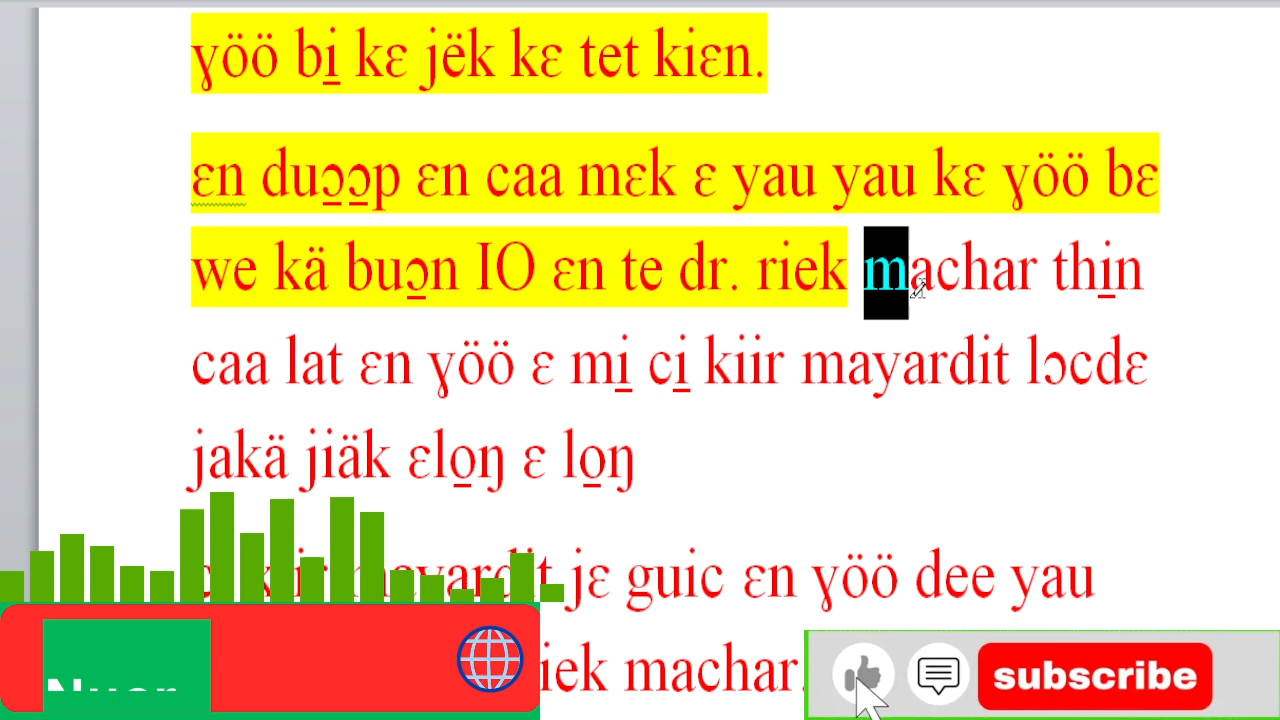 ɣöö bi̱ kɛ jëk kɛ tet kiɛn.
ɛn duɔ̱ɔ̱p ɛn caa mɛk ɛ yau yau kɛ ɣöö bɛ
we kä buɔ̱n IO ɛn te dr. riek machar thi̱n
caa lat ɛn ɣöö ɛ mi̱ ci̱ kiir mayardit lɔcdɛ
jakä jiäk ɛlo̱ŋ ɛ lo̱ŋ
mayardit jɛ guic ɛn ɣöö dee yau
machar.
subscribe